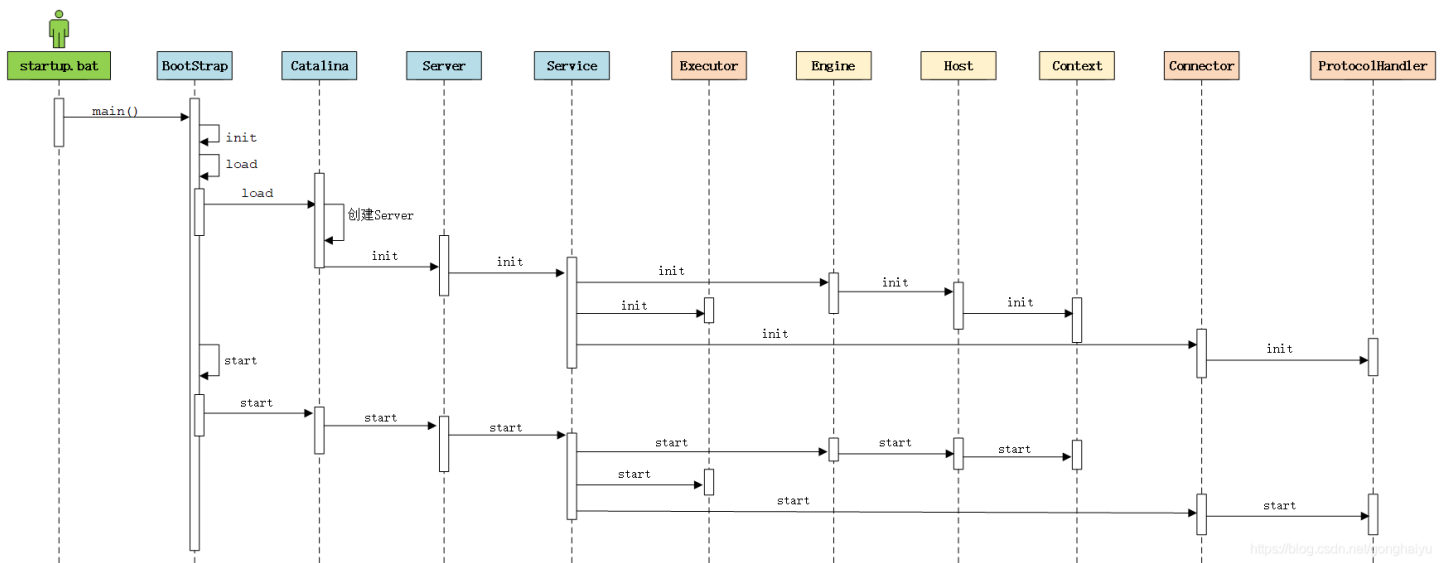 startup.bat
BootStrap
Catalina
Server
Service
Executor
Engine
Host
Context
Connector
ProtocolHandler
main()
init
load
load
创建Server
init
init
init
init
init
init
init
init
start
start
start
start
start
start
start
start
start
start
https://blog.csdn.net/gonghaiyu